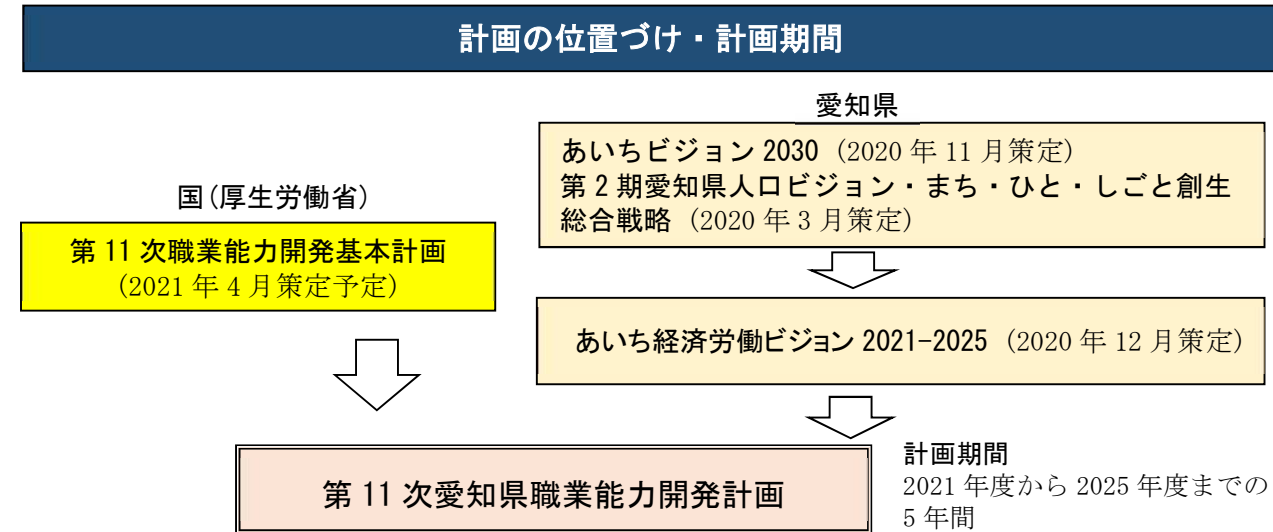 計画の位置づけ・計画期間
愛知県
あいちビジョン 2030（2020 年 11 月策定）
第 2 期愛知県人口ビジョン・まち・ひと・しごと創生
総合戦略（2020 年 3 月策定）
国(厚生労働省)
第 11 次職業能力開発基本計画
（2021 年 4 月策定予定）
あいち経済労働ビジョン 2021-2025（2020 年 12 月策定）
第 11 次愛知県職業能力開発計画
計画期間
2021 年度から 2025 年度までの
5 年間